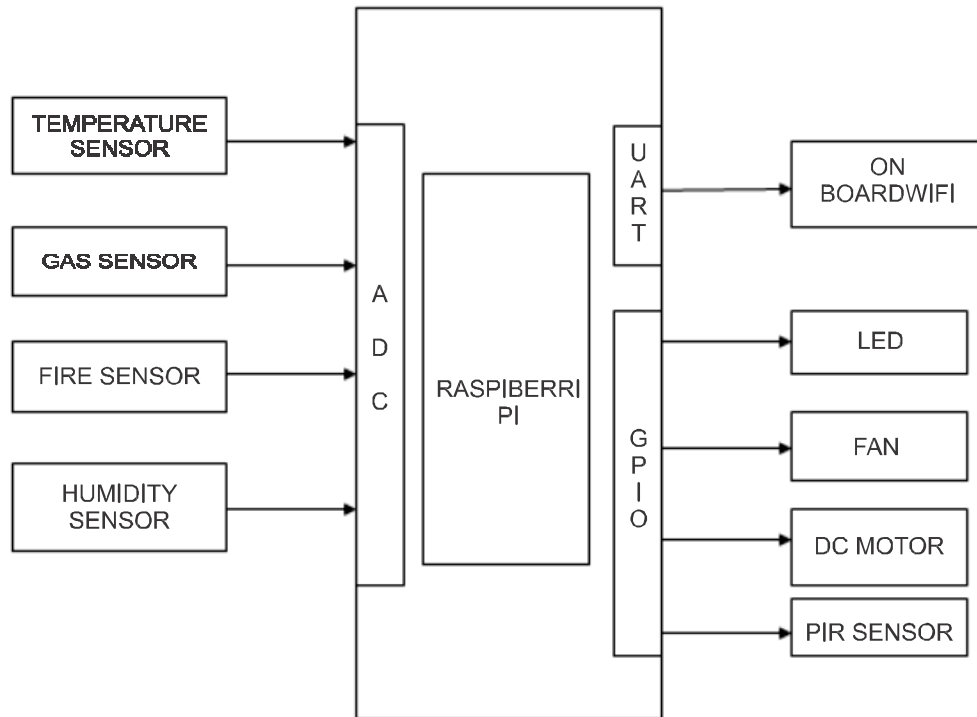 TEMPERATURE
SENSOR
GAS SENSOR
FIRE SENSOR
HUMIDITY
SENSOR
A
D
C
RASPIBERRI
PI
U
A
R
T
G
P
I
O
ON
BOARDWIFI
LED
FAN
DC MOTOR
PIR SENSOR